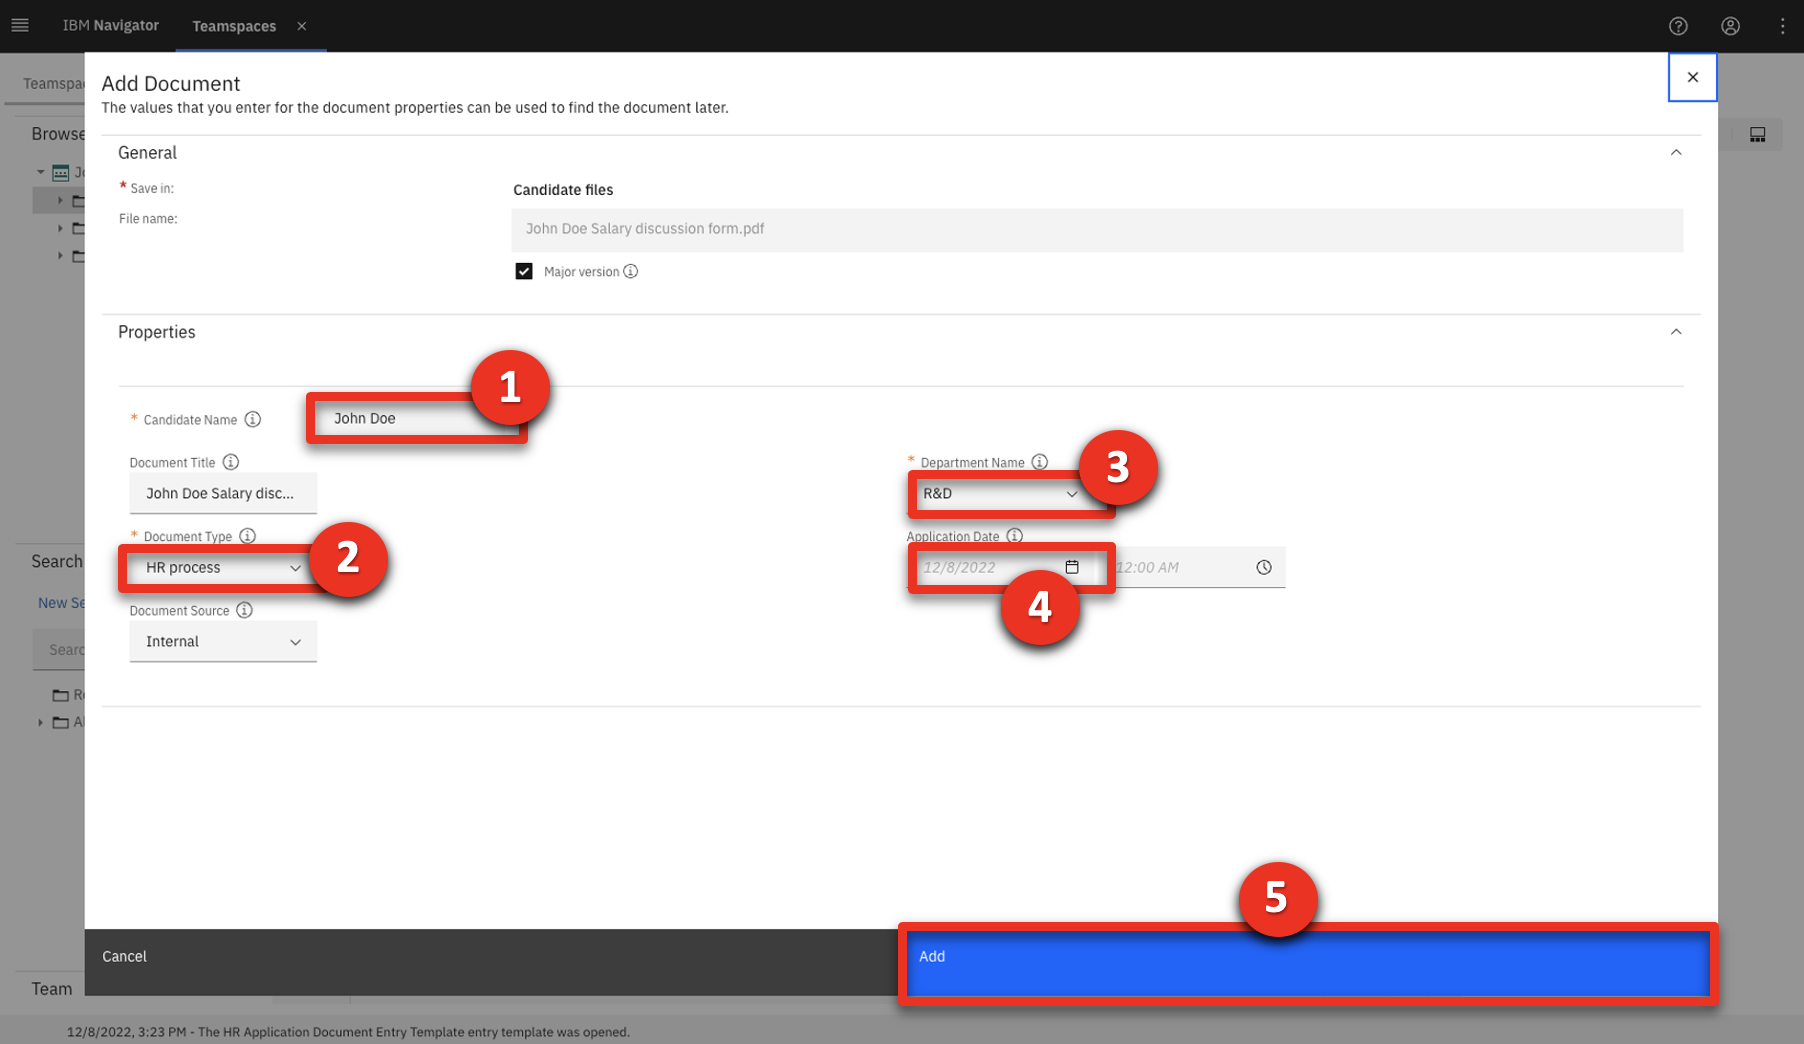 IBM Navigator
Teamspaces
Add Document
The values that you enter for the document properties can be used to find the document later.
Teamspa
Browse
General
* Save in:
Candidate files
File name:
John Doe Salary discussion form.pdf
Major version
Properties
1
* Candidate Name
John Doe
Document Title
John Doe Salary disc...
* Department Name
3
R&D
* Document Type
2
HR process
Application Date
12/8/2022
12:00 AM
4
Document Source
Internal
Search
New Se
Searc
5
Cancel
Add
Team
12/8/2022, 3:23 PM - The HR Application Document Entry Template entry template was opened.